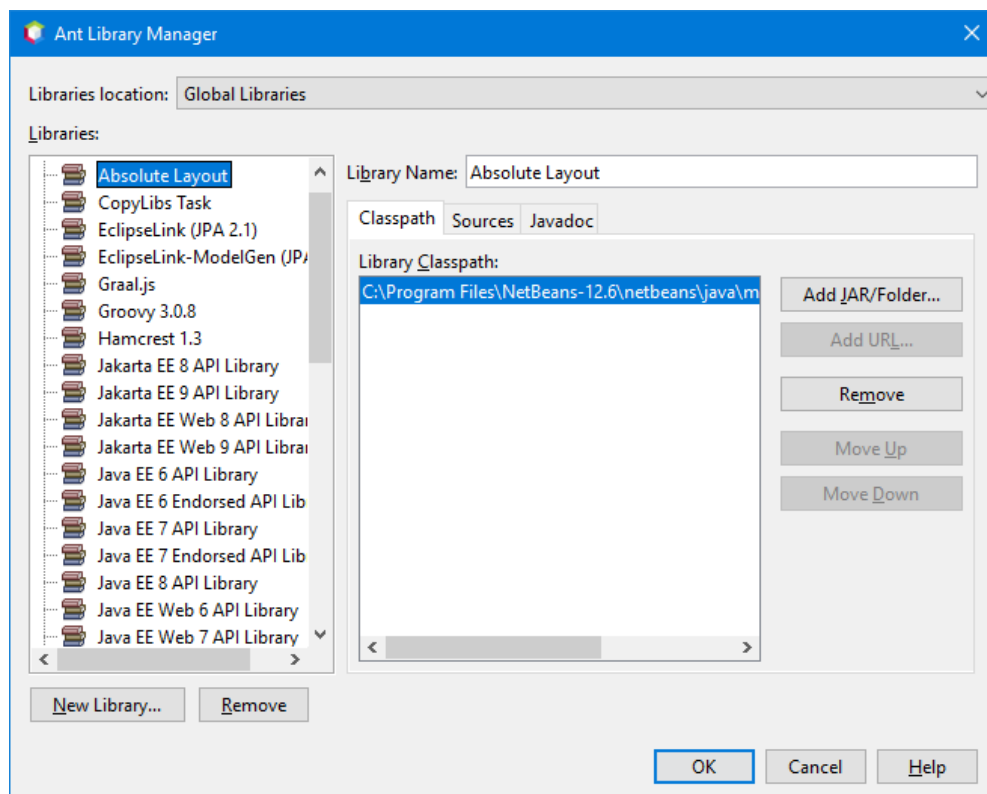 Ant Library Manager
Libraries location: Global Libraries
Libraries:
Absolute Layout
CopyLibs Task
EclipseLink (JPA 2.1)
EclipseLink-ModelGen (JPA
Graal.js
Groovy 3.0.8
Hamcrest 1.3
Jakarta EE 8 API Library
Jakarta EE 9 API Library
Jakarta EE Web 8 API Librar
Jakarta EE Web 9 API Librar
Java EE 6 API Library
Java EE 6 Endorsed API Lib
Java EE 7 API Library
Java EE 7 Endorsed API Lib
Java EE 8 API Library
Java EE Web 6 API Library
Java EE Web 7 API Library
New Library...
Remove
Library Name: Absolute Layout
Classpath Sources Javadoc
Library Classpath:
C:\Program Files\NetBeans-12.6\netbeans\java\m
Add JAR/Folder...
Add URL...
Remove
Move Up
Move Down
OK
Cancel
Help